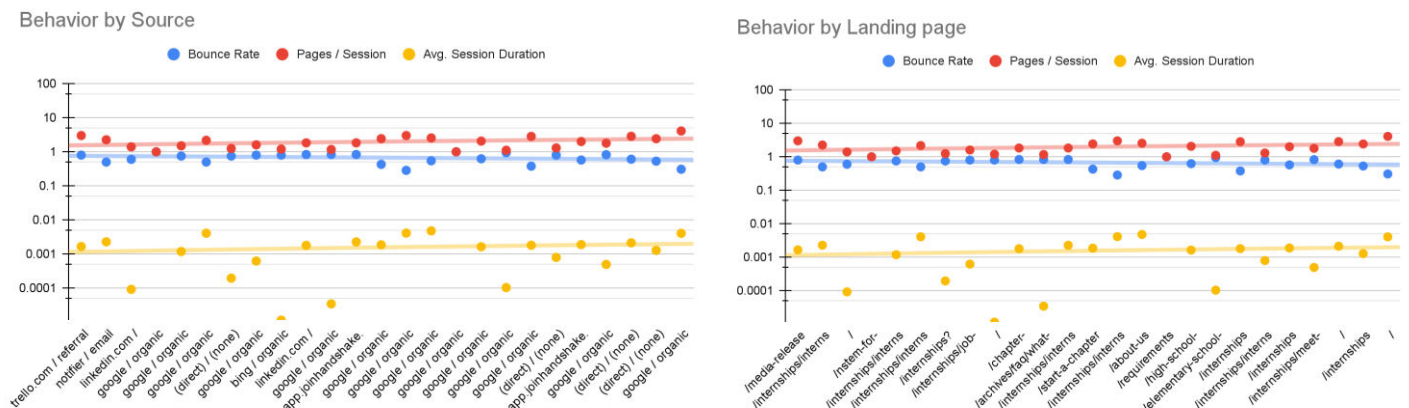 Behavior by Source
Bounce Rate
Pages / Session
Avg. Session Duration
100
10
1
0.1
0.01
0.001
0.0001
trello.com / referral
notifier / email
linkedin.com /
google / organic
google / organic
google / organic
(direct) / (none)
google / organic
bing / organic
linkedin.com /
google / organic
app.joinhandshake.
google / organic
google / organic
google / organic
google / organic
google / organic
google / organic
google / organic
(direct) / (none)
app.joinhandshake.
google / organic
(direct) / (none)
(direct) / (none)
google / organic
Behavior by Landing page
Bounce Rate
Pages / Session
Avg. Session Duration
100
10
1
0.1
0.01
0.001
0.0001
/media-release
/internships/interns
/
/nstem-for-
/internships/interns
/internships/interns
/internships?
/internships/job-
/
/chapter-
/archives/faq/what-
/internships/interns
/start-a-chapter
/internships/interns
/about-us
/requirements
/high-school-
/elementary-school-
/internships
/internships/interns
/internships
/internships/meet-
/
/internships
/